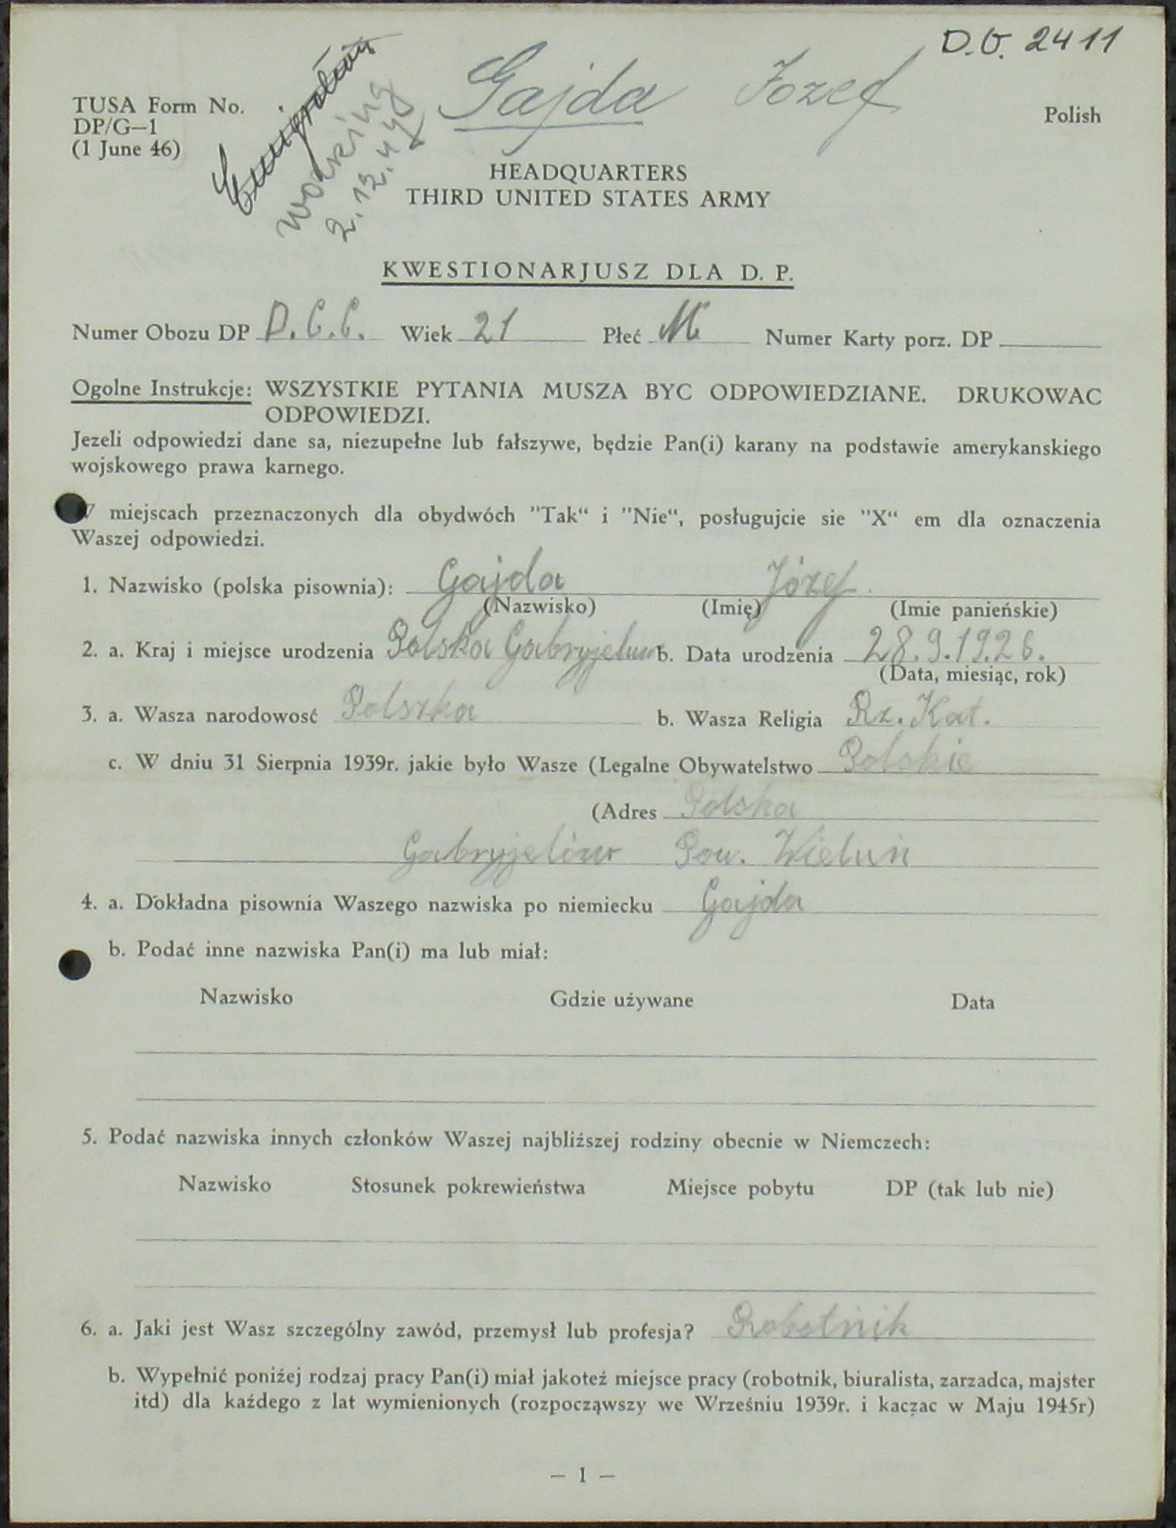 D.O. 2411
Gajda Józef
TUSA Form No.
DP/G—1
(1 June 46)
Polish
working
2.12.46
HEADQUARTERS
THIRD UNITED STATES ARMY
KWESTIONARJUSZ DLA D. P.
Numer Obozu DP D.C.C. Wiek 21 Płeć M Numer Karty porz. DP
Ogolne Instrukcje: WSZYSTKIE PYTANIA MUSZA BYC ODPOWIEDZIANE. DRUKOWAC
ODPOWIEDZI.
Jezeli odpowiedzi dane sa, niezupełne lub fałszywe, będzie Pan(i) karany na podstawie amerykanskiego
wojskowego prawa karnego.
W miejscach przeznaczonych dla obydwóch "Tak“ i "Nie“, posługujcie sie "X“ em dla oznaczenia
Waszej odpowiedzi.
1. Nazwisko (polska pisownia): Gajda Józef
(Nazwisko) (Imię) (Imie panieńskie)
2. a. Kraj i miejsce urodzenia Polska Gabryjelów b. Data urodzenia 28.9.1926.
(Data, miesiąc, rok)
3. a. Wasza narodowość Polszka b. Wasza Religia Rz. Kat.
c. W dniu 31 Sierpnia 1939r. jakie było Wasze (Legalne Obywatelstwo Polskie
(Adres Polska
Gabryjelów Pow. Wieluń
4. a. Dokładna pisownia Waszego nazwiska po niemiecku Gajda
b. Podać inne nazwiska Pan(i) ma lub miał:
Nazwisko Gdzie używane Data
5. Podać nazwiska innych członków Waszej najbliższej rodziny obecnie w Niemczech:
Nazwisko Stosunek pokrewieństwa Miejsce pobytu DP (tak lub nie)
6. a. Jaki jest Wasz szczególny zawód, przemysł lub profesja? Robotnik
b. Wypełnić poniżej rodzaj pracy Pan(i) miał jakoteż miejsce pracy (robotnik, biuralista, zarzadca, majster
itd) dla każdego z lat wymienionych (rozpocząwszy we Wrześniu 1939r. i kaczac w Maju 1945r)
— 1 —